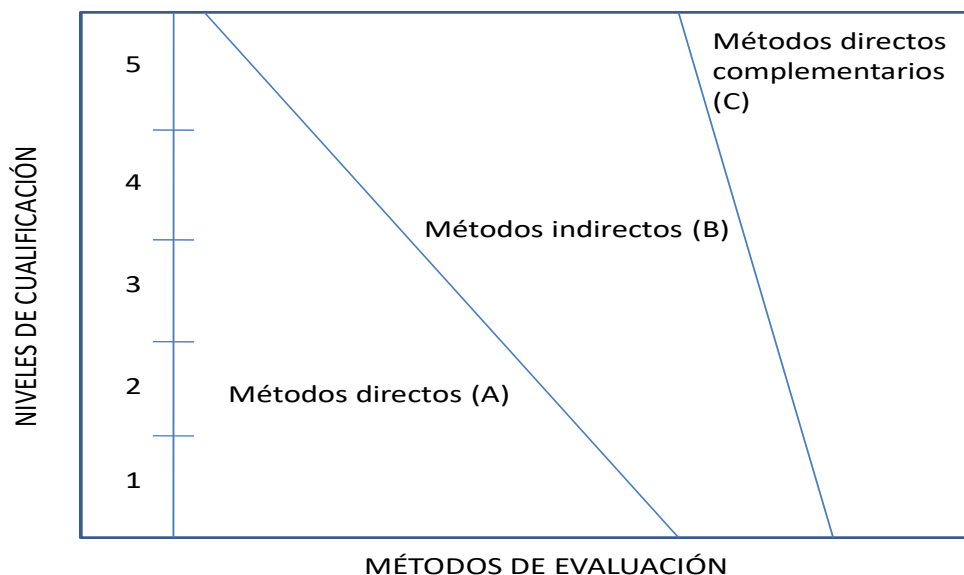 NIVELES DE CUALIFICACIÓN
5
4
3
2
1
Métodos directos
complementarios
(C)
Métodos indirectos (B)
Métodos directos (A)
MÉTODOS DE EVALUACIÓN